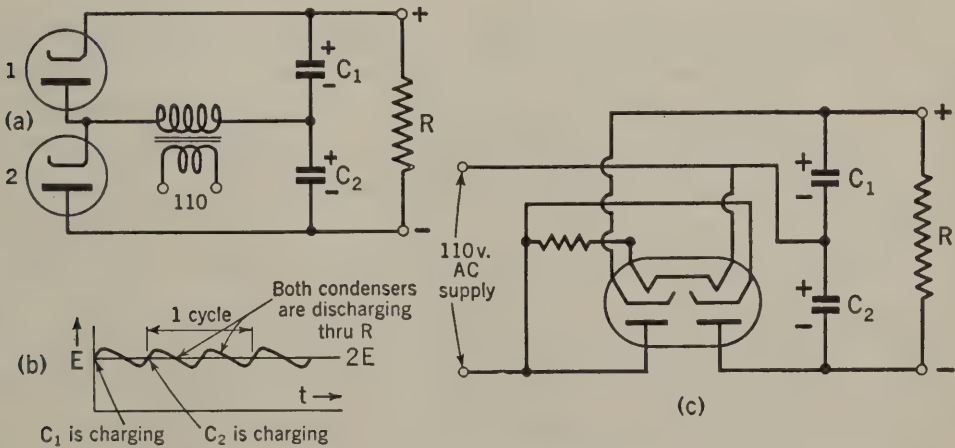 1
(a)
2
110
+
+
-
C1
+
-
C2
R
-
(b)
E
1 cycle
Both condensers
are discharging
thru R
2E
t
C1 is charging
C2 is charging
110 v.
AC
supply
+
+
-
C1
+
-
C2
R
-
(c)